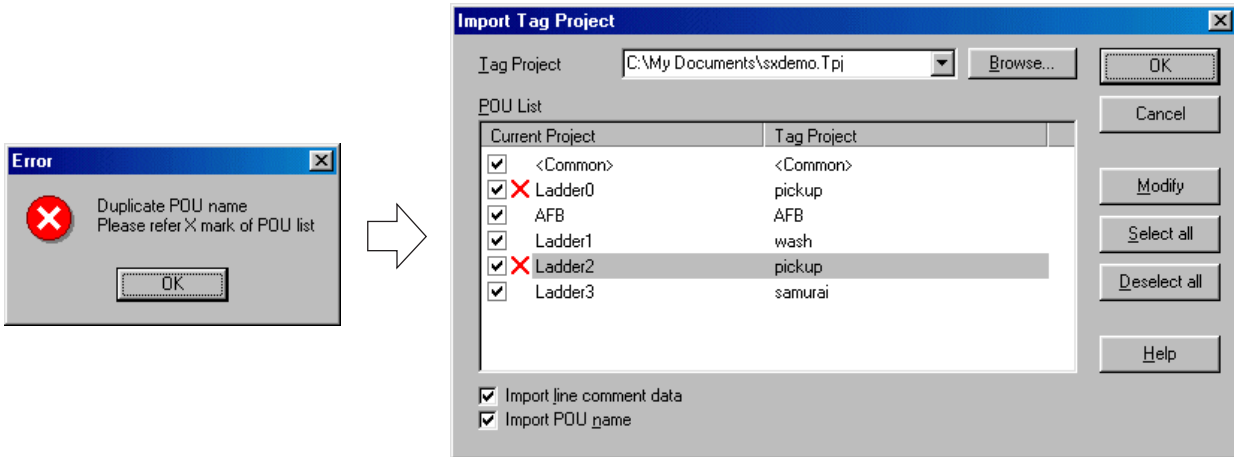 Error
Duplicate POU name
Please refer X mark of POU list
OK
Import Tag Project
Tag Project C:\My Documents\sxdemo.Tpj Browse... OK
POU List
Cancel
Current Project Tag Project
<Common> <Common>
Ladder0 pickup
Modify
AFB AFB
Ladder1 wash
Select all
Ladder2 pickup
Deselect all
Ladder3 samurai
Help
Import line comment data
Import POU name